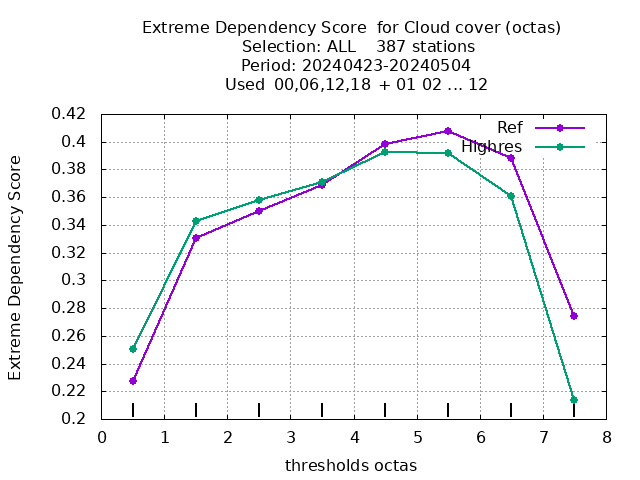 Extreme Dependency Score  for Cloud cover (octas)
Selection: ALL    387 stations
Period: 20240423-20240504
Used  00,06,12,18  + 01 02 ... 12
Extreme Dependency Score
0.42
0.4
0.38
0.36
0.34
0.32
0.3
0.28
0.26
0.24
0.22
0.2
Ref
Highres
0 1 2 3 4 5 6 7 8
thresholds octas